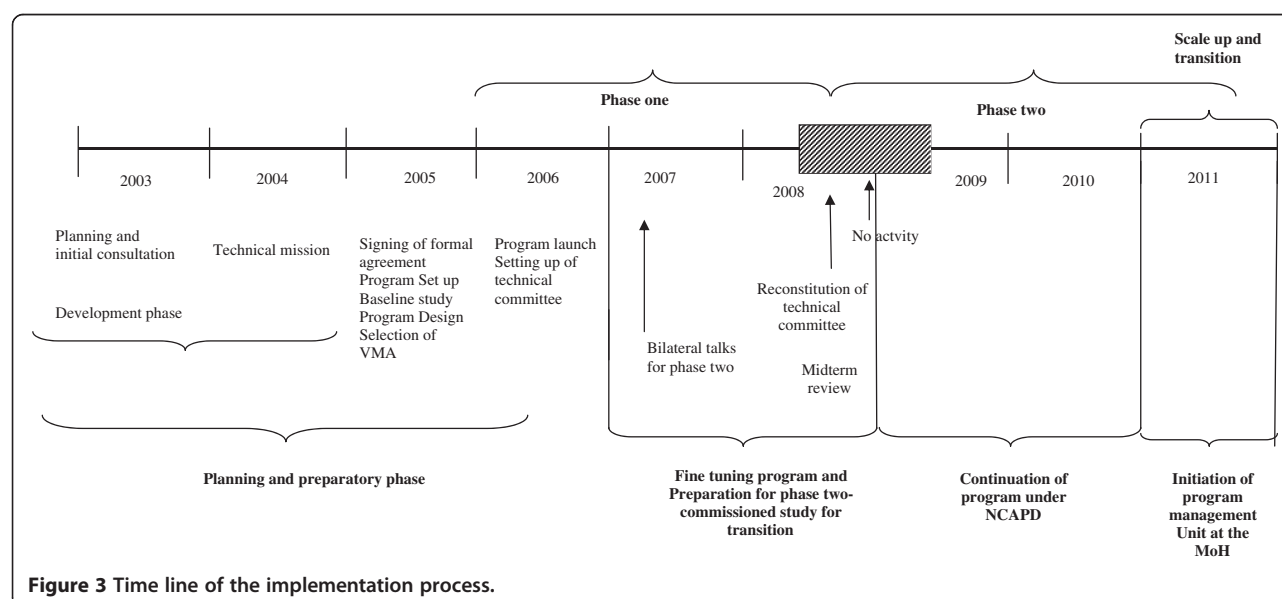 Scale up and
transition
Phase one
Phase two
2003
2004
2005
2006
2007
2008
2009
2010
2011
Planning and
initial consultation
Development phase
Technical mission
Signing of formal
agreement
Program Set up
Baseline study
Program Design
Selection of
VMA
Program launch
Setting up of
technical
committee
Bilateral talks
for phase two
Reconstitution of
technical
committee
Midterm
review
No actvity
Planning and preparatory phase
Fine tuning program and
Preparation for phase two-
commissioned study for
transition
Continuation of
program under
NCAPD
Initiation of
program
management
Unit at the
MoH
Figure 3 Time line of the implementation process.